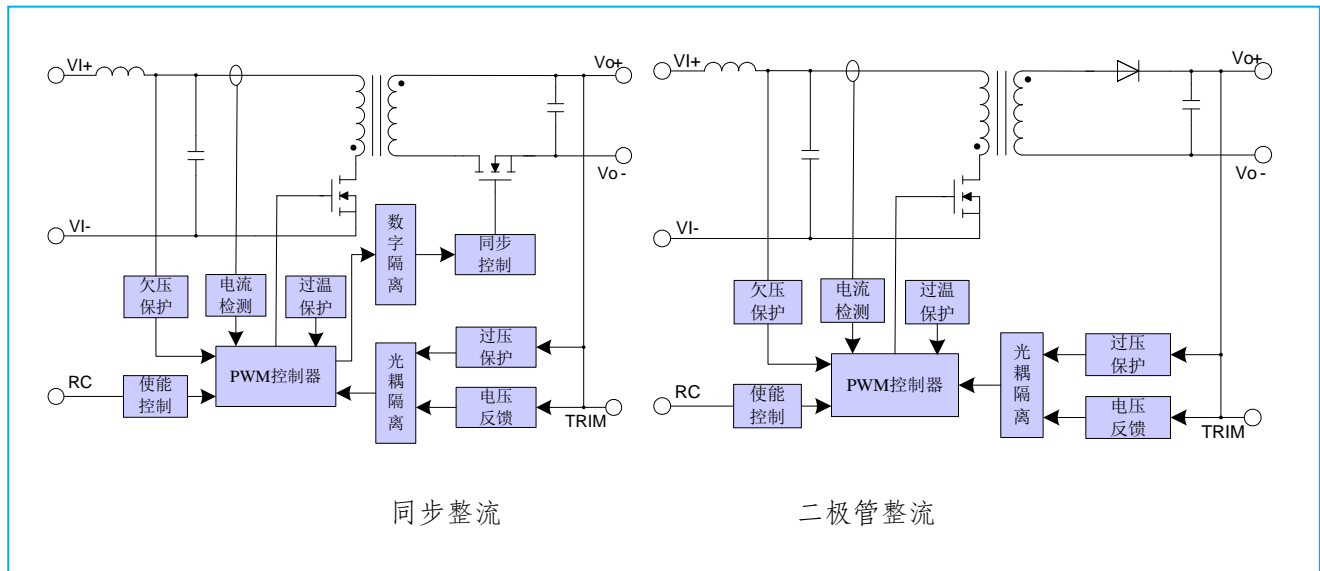 VI+
Vo+
Vo-
VI-
数
字
隔
离
同步
控制
欠压
保护
电流
检测
过温
保护
PWM控制器
光
耦
隔
离
过压
保护
电压
反馈
RC
使能
控制
TRIM
同步整流
VI+
Vo+
Vo-
VI-
欠压
保护
电流
检测
过温
保护
PWM控制器
光
耦
隔
离
过压
保护
电压
反馈
RC
使能
控制
TRIM
二极管整流